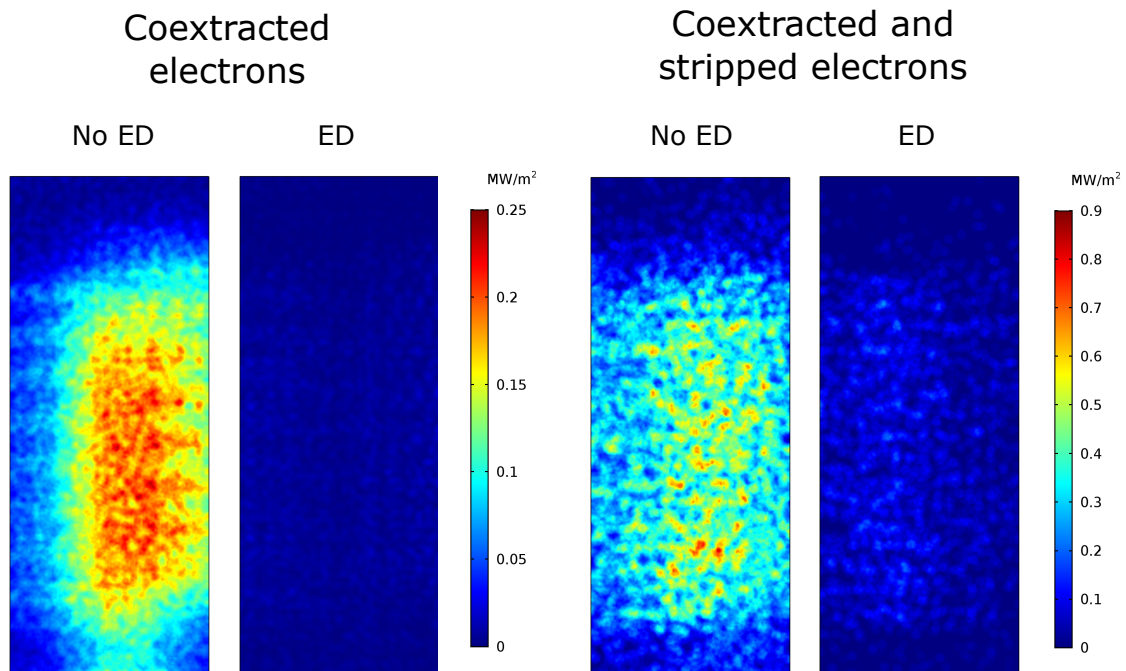 Coextracted
electrons
Coextracted and
stripped electrons
No ED
ED
No ED
ED
MW/m²
0.25
0.2
0.15
0.1
0.05
0
MW/m²
0.9
0.8
0.7
0.6
0.5
0.4
0.3
0.2
0.1
0